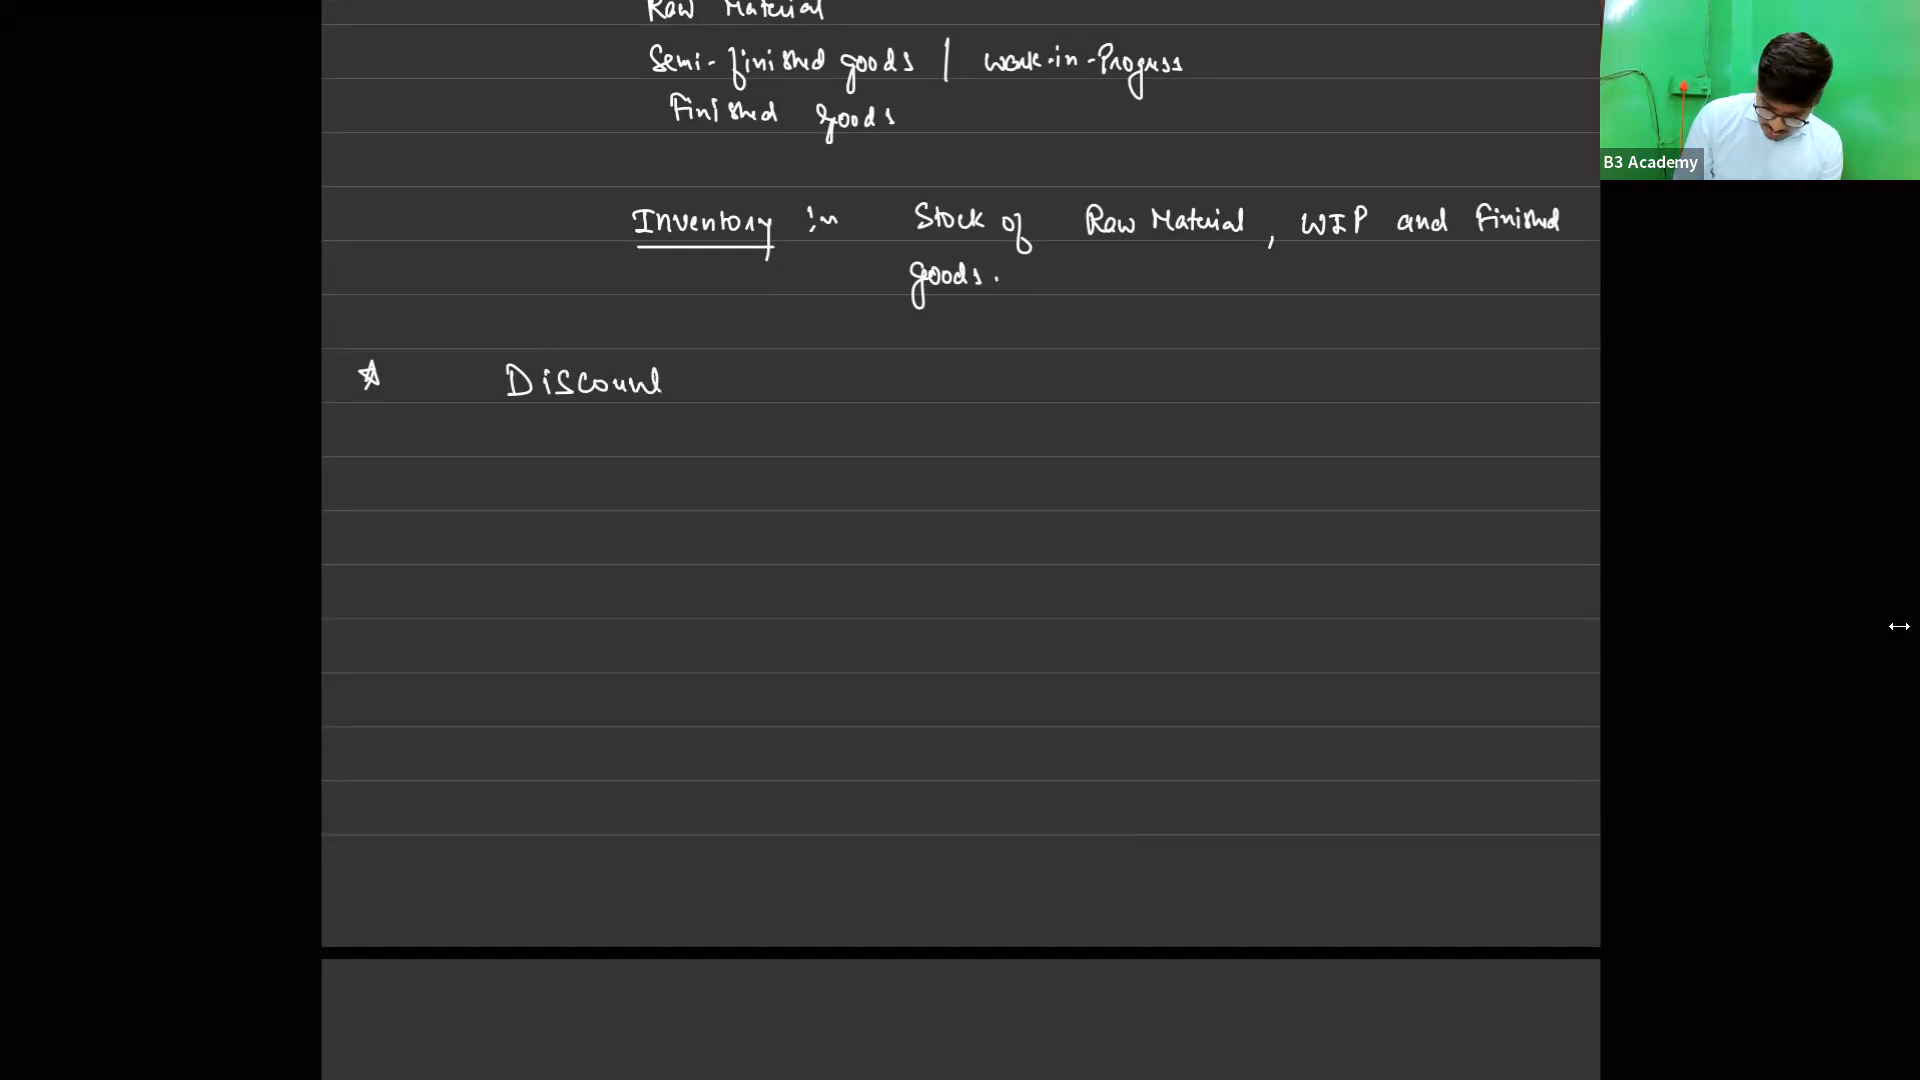 Raw Material
Semi-finished goods | Work-in-Progress
Finished goods
B3 Academy
Inventory :~ Stock of Raw Material, WIP and Finished
goods.
☆ Discount